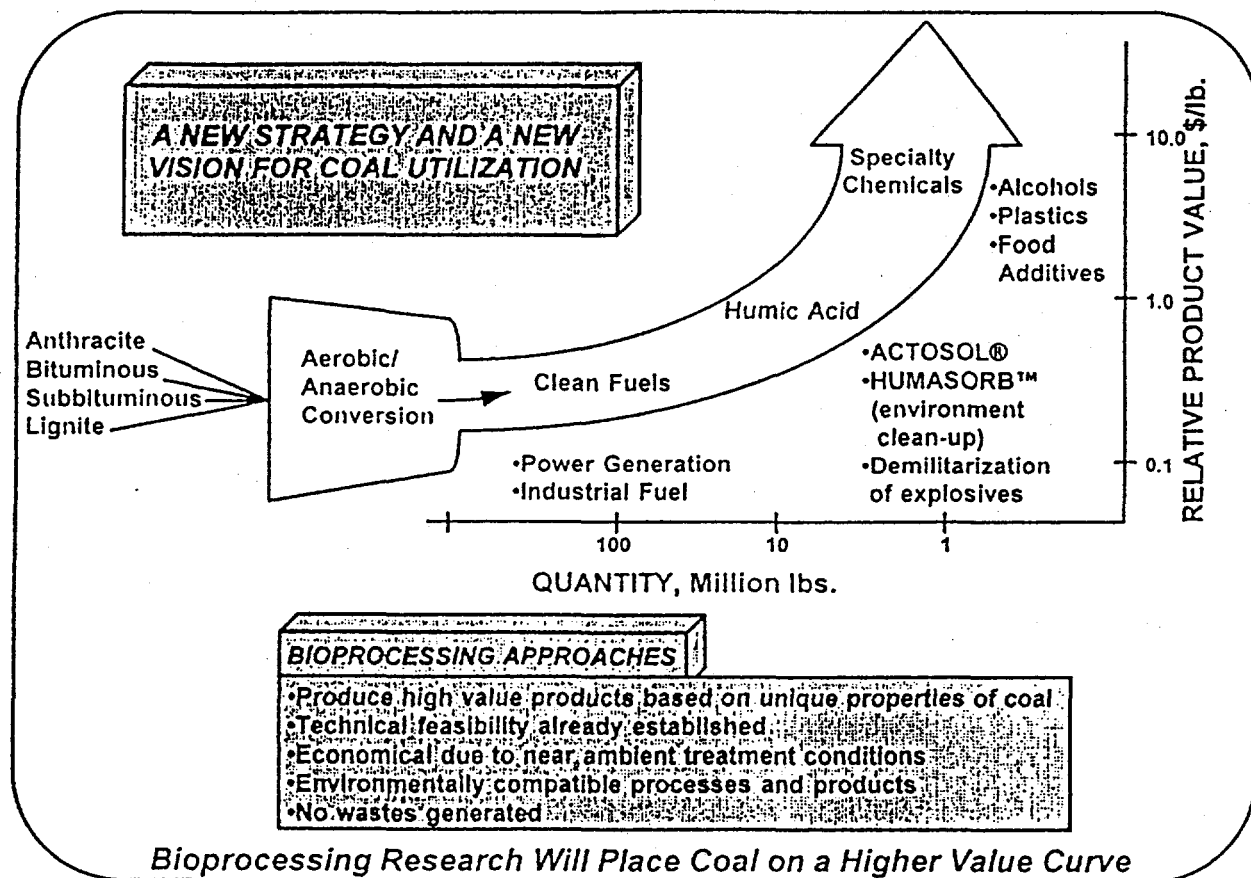 A NEW STRATEGY AND A NEW
VISION FOR COAL UTILIZATION
Anthracite
Bituminous
Subbituminous
Lignite
Aerobic/
Anaerobic
Conversion
Clean Fuels
•Power Generation
•Industrial Fuel
Humic Acid
•ACTOSOL®
•HUMASORB™
(environment
clean-up)
•Demilitarization
of explosives
Specialty
Chemicals
•Alcohols
•Plastics
•Food
Additives
10.0
1.0
0.1
RELATIVE PRODUCT VALUE, $/lb.
100
10
1
QUANTITY, Million lbs.
BIOPROCESSING APPROACHES
•Produce high value products based on unique properties of coal
•Technical feasibility already established
•Economical due to near ambient treatment conditions
•Environmentally compatible processes and products
•No wastes generated
Bioprocessing Research Will Place Coal on a Higher Value Curve